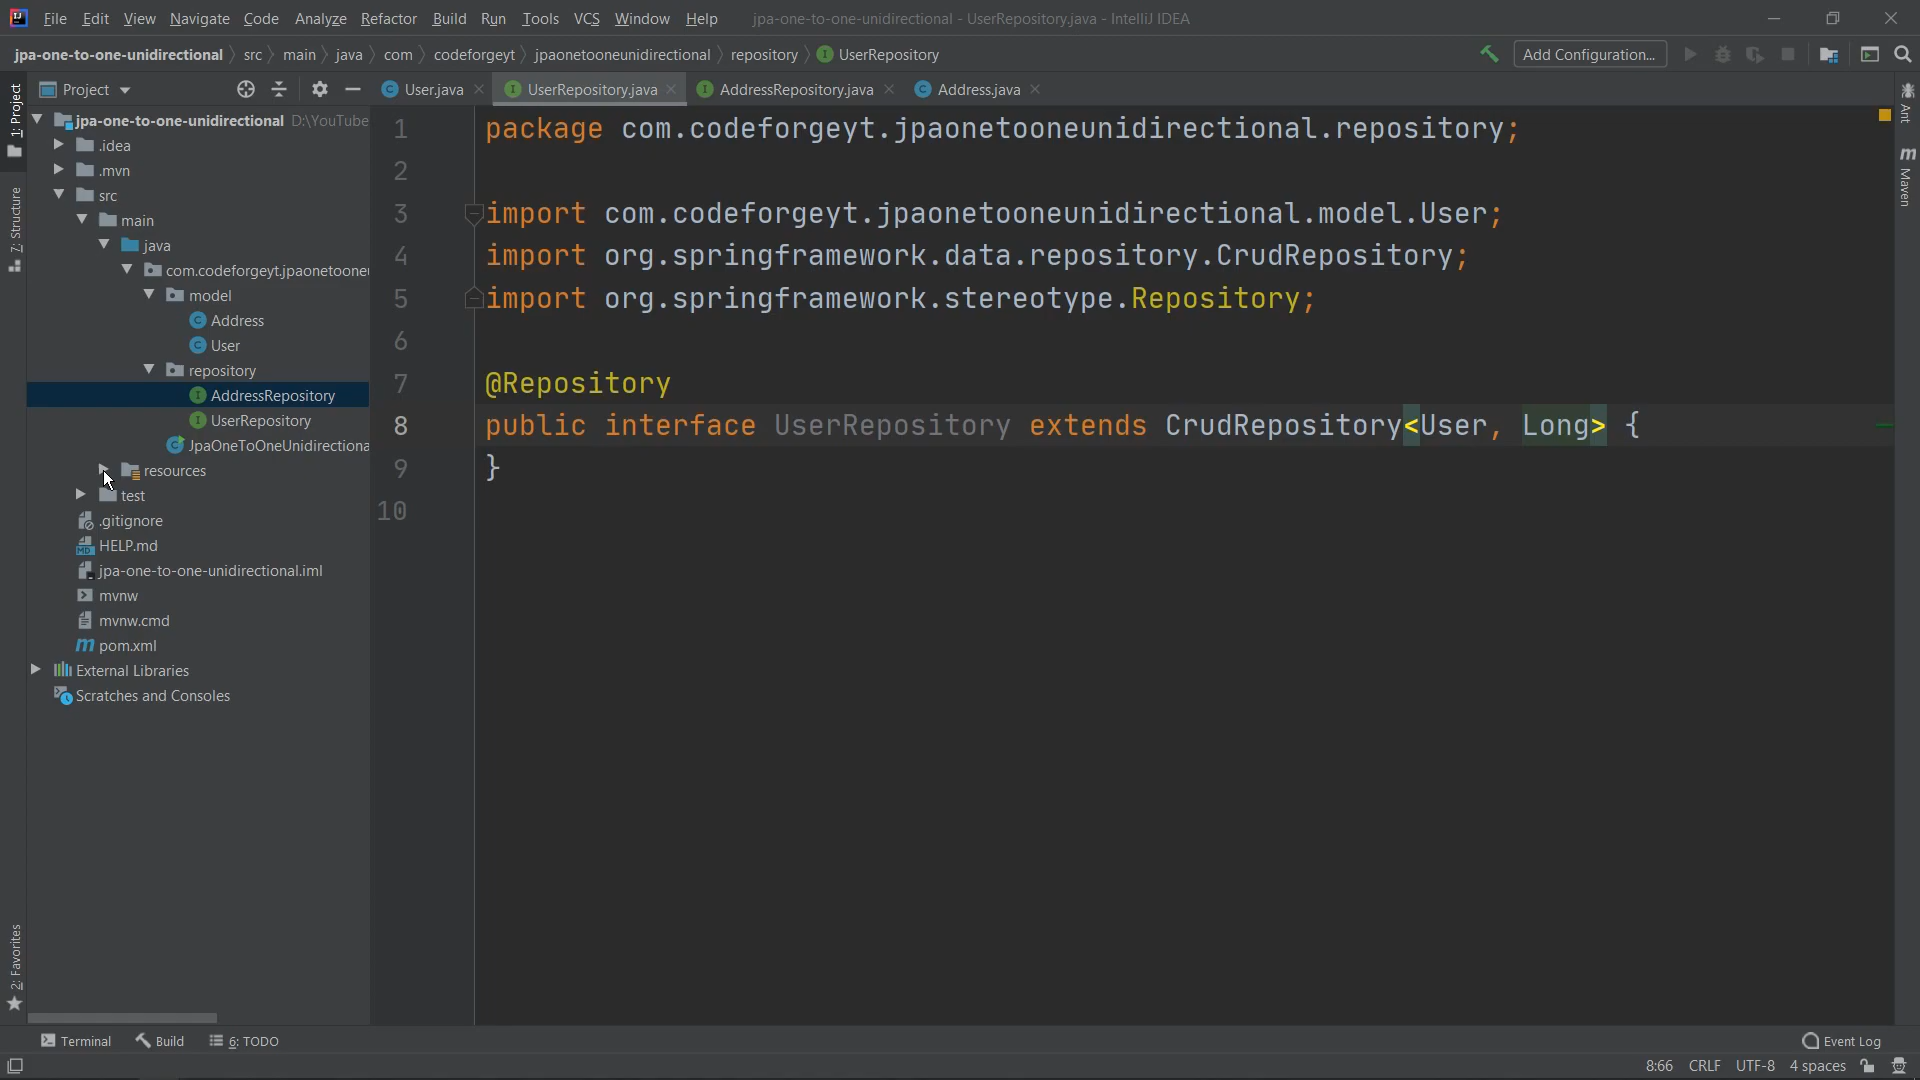 File Edit View Navigate Code Analyze Refactor Build Run Tools VCS Window Help jpa-one-to-one-unidirectional - UserRepository.java - IntelliJ IDEA
jpa-one-to-one-unidirectional src main java com codeforgeyt jpaonetooneunidirectional repository UserRepository Add Configuration...
Project User.java UserRepository.java AddressRepository.java Address.java
1: Project
7: Structure
2: Favorites
Ant
Maven
jpa-one-to-one-unidirectional D:\YouTube
.idea
.mvn
src
main
java
com.codeforgeyt.jpaonetoone
model
Address
User
repository
AddressRepository
UserRepository
JpaOneToOneUnidirectiona
resources
test
.gitignore
HELP.md
jpa-one-to-one-unidirectional.iml
mvnw
mvnw.cmd
pom.xml
External Libraries
Scratches and Consoles
1 package com.codeforgeyt.jpaonetooneunidirectional.repository;
2
3 import com.codeforgeyt.jpaonetooneunidirectional.model.User;
4 import org.springframework.data.repository.CrudRepository;
5 import org.springframework.stereotype.Repository;
6
7 @Repository
8 public interface UserRepository extends CrudRepository<User, Long> {
9 }
10
Terminal Build 6: TODO Event Log
8:66 CRLF UTF-8 4 spaces